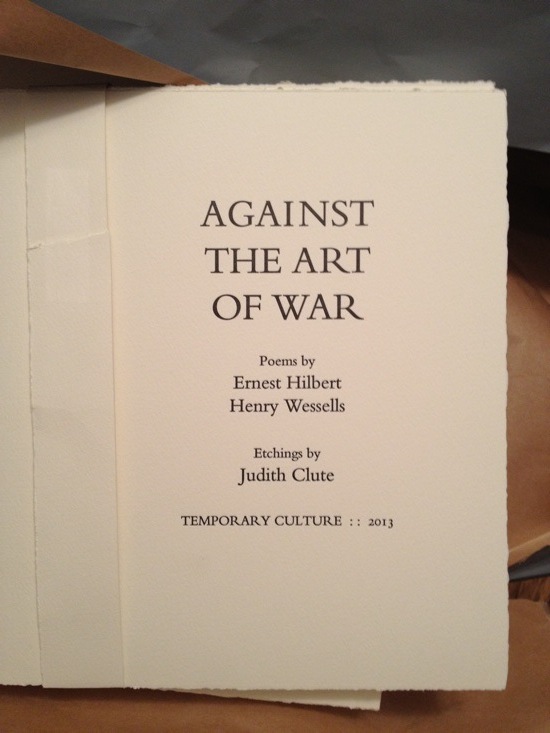 AGAINST
THE ART
OF WAR
Poems by
Ernest Hilbert
Henry Wessells
Etchings by
Judith Clute
TEMPORARY CULTURE :: 2013